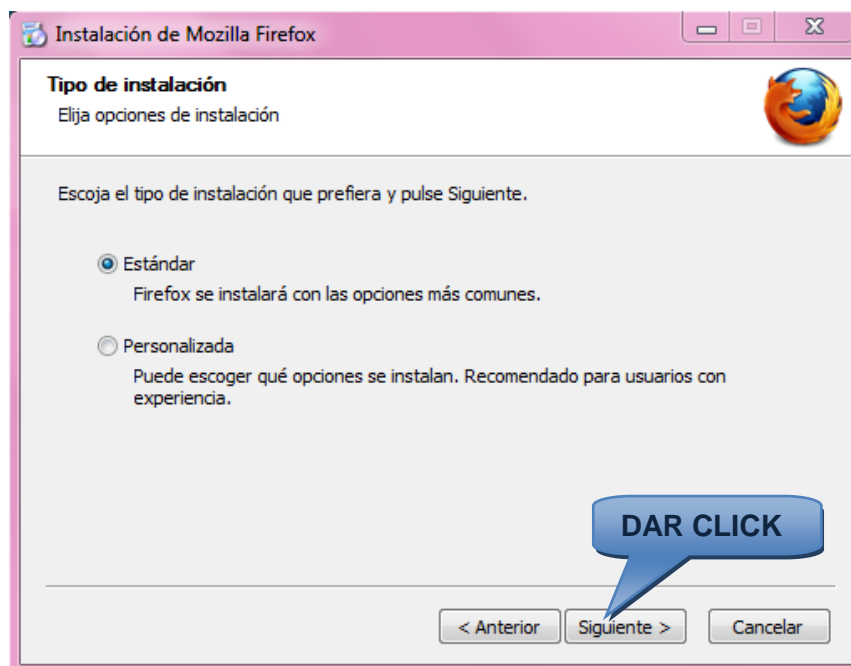 Instalación de Mozilla Firefox
Tipo de instalación
Elija opciones de instalación
Escoja el tipo de instalación que prefiera y pulse Siguiente.
Estándar
Firefox se instalará con las opciones más comunes.
Personalizada
Puede escoger qué opciones se instalan. Recomendado para usuarios con
experiencia.
DAR CLICK
< Anterior
Siguiente >
Cancelar